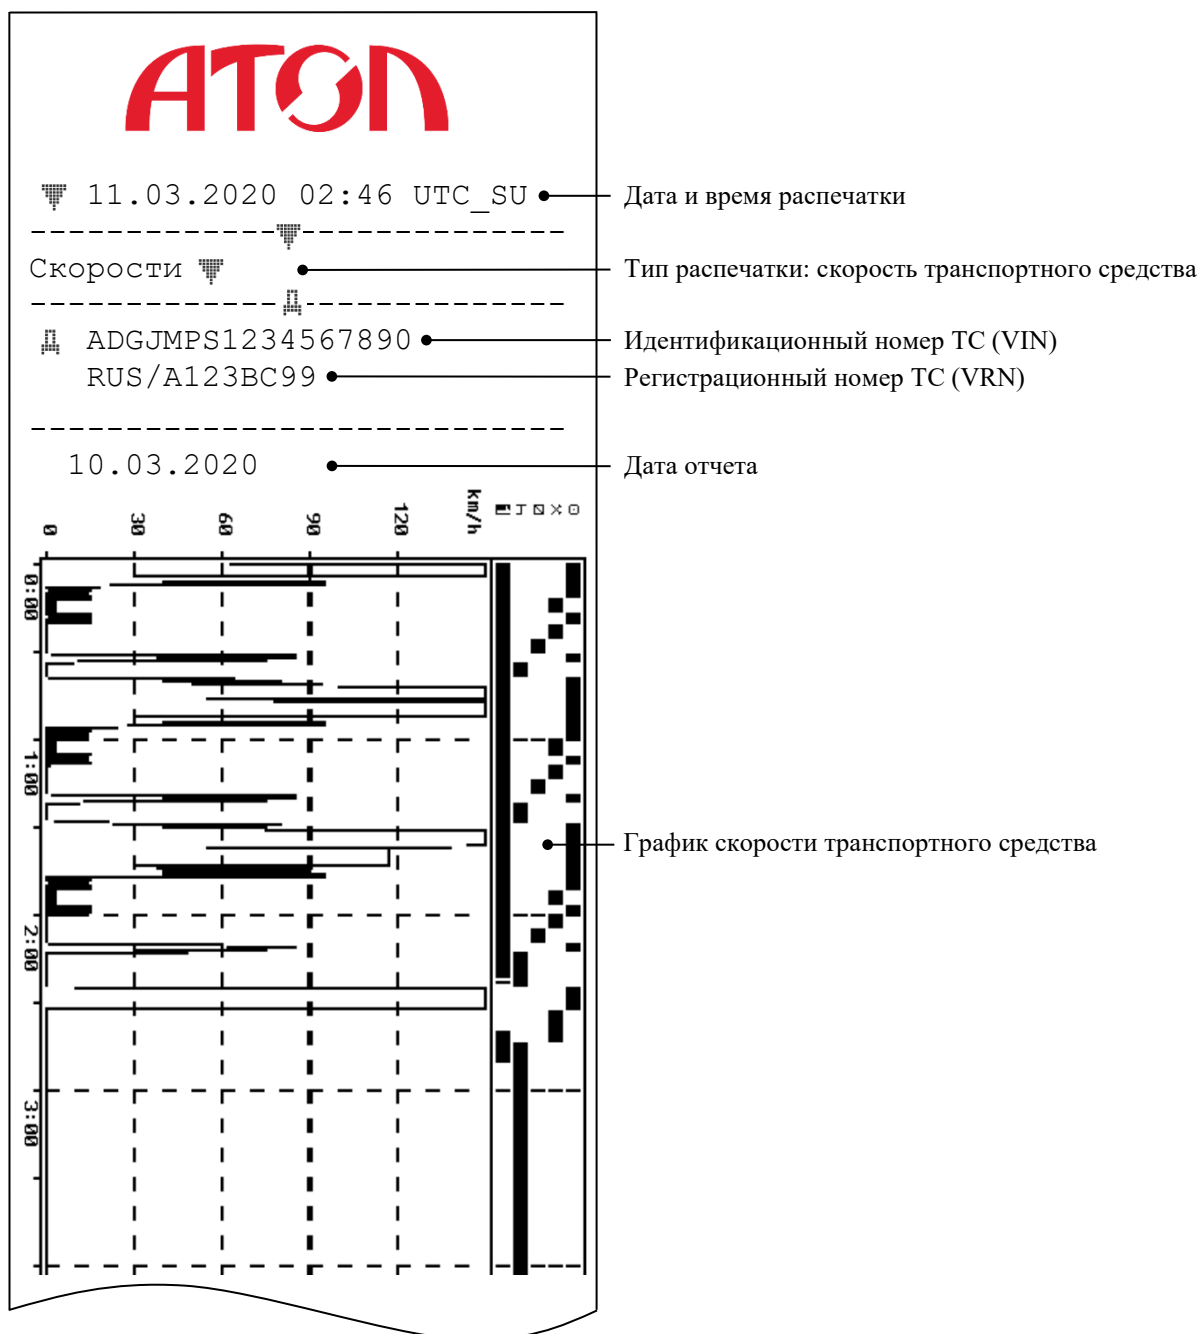 АТОЛ
▼ 11.03.2020 02:46 UTC_SU
Дата и время распечатки
-------------▼--------------
Скорости ▼
Тип распечатки: скорость транспортного средства
-------------Д--------------
Д ADGJMPS1234567890
Идентификационный номер ТС (VIN)
RUS/A123BC99
Регистрационный номер ТС (VRN)
----------------------------
10.03.2020
Дата отчета
0 30 60 90 120 km/h
0:00
1:00
2:00
3:00
График скорости транспортного средства